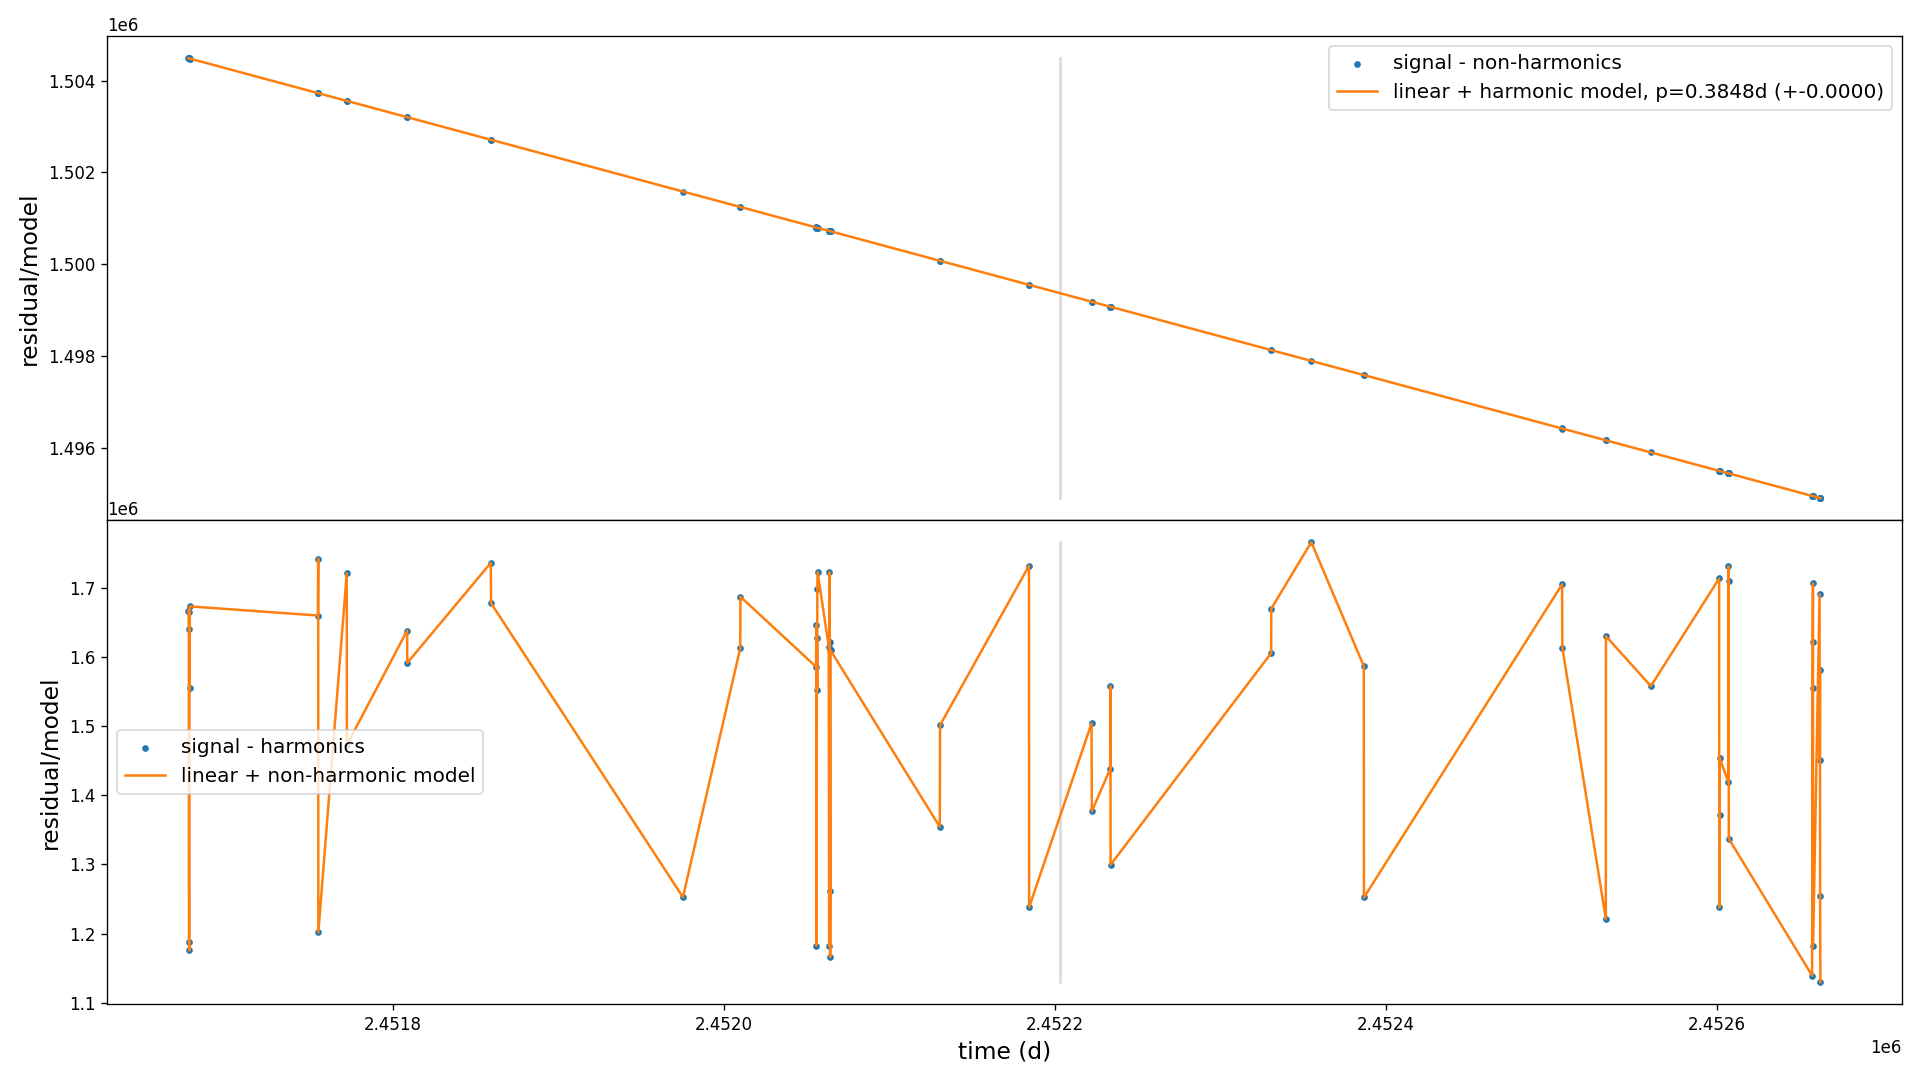 1e6
1.504
1.502
1.500
1.498
1.496
residual/model
signal - non-harmonics
linear + harmonic model, p=0.3848d (+-0.0000)
1e6
1.7
1.6
1.5
1.4
1.3
1.2
1.1
residual/model
signal - harmonics
linear + non-harmonic model
2.4518
2.4520
2.4522
2.4524
2.4526
time (d)
1e6